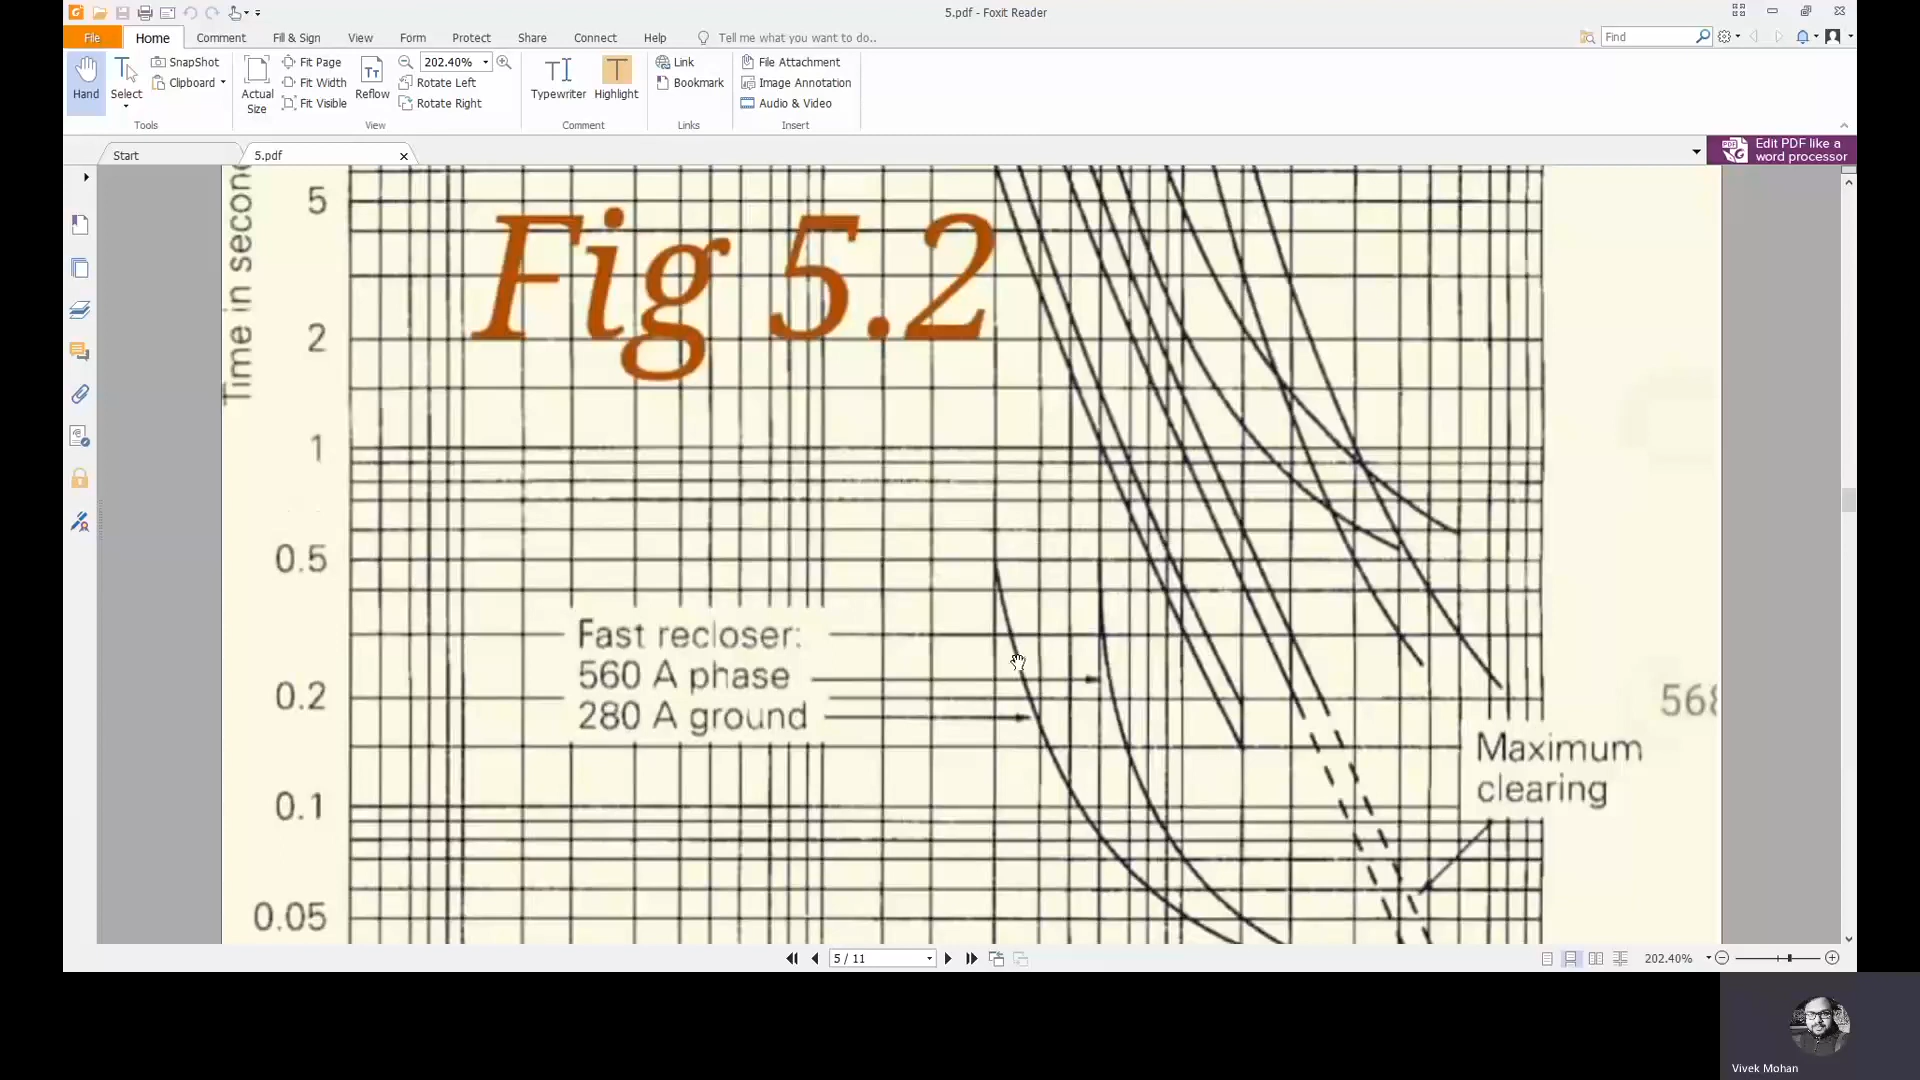 5.pdf - Foxit Reader
File
Home
Comment
Fill & Sign
View
Form
Protect
Share
Connect
Help
Tell me what you want to do..
Find
Hand
Select
SnapShot
Clipboard
Tools
Actual
Size
Fit Page
Fit Width
Fit Visible
Reflow
202.40%
Rotate Left
Rotate Right
View
Typewriter
Highlight
Comment
Link
Bookmark
Links
File Attachment
Image Annotation
Audio & Video
Insert
Start
5.pdf
Edit PDF like a
word processor
Time in second
5
2
1
0.5
0.2
0.1
0.05
Fig 5.2
Fast recloser:
560 A phase
280 A ground
Maximum
clearing
568
5 / 11
202.40%
Vivek Mohan